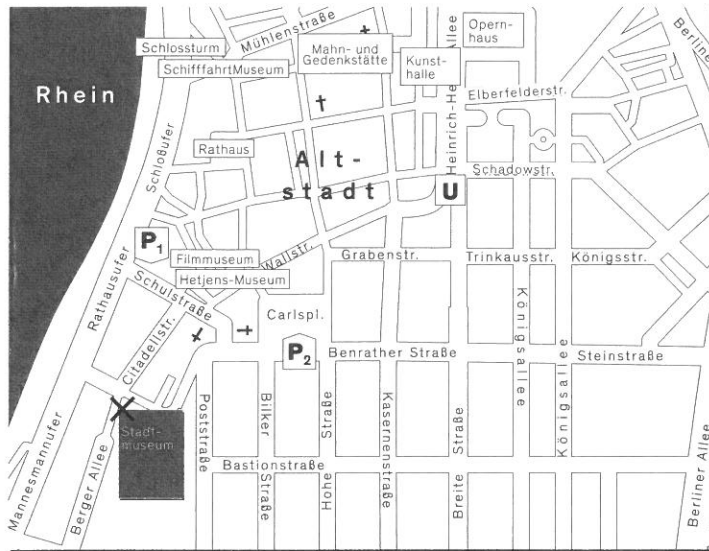 Schlossturm
Mühlenstraße
SchifffahrtMuseum
Mahn- und
Gedenkstätte
Kunst-
halle
Heinrich-He
Allee
Opern-
haus
Berliner
Elberfelderstr.
Rhein
Schloßufer
Rathaus
Alt-
stadt
U
Schadowstr.
P1
Filmmuseum
Hetjens-Museum
Wallstr.
Grabenstr.
Trinkausstr.
Königsstr.
Rathausufer
Schulstraße
Citadellstr.
Carlspl.
P2
Benrather Straße
Königsallee
Königsallee
Steinstraße
Mannesmannufer
Berger Allee
Stadt-
museum
Poststraße
Bilker
Straße
Hohe
Straße
Kasernenstraße
Breite
Straße
Bastionstraße
Berliner Allee